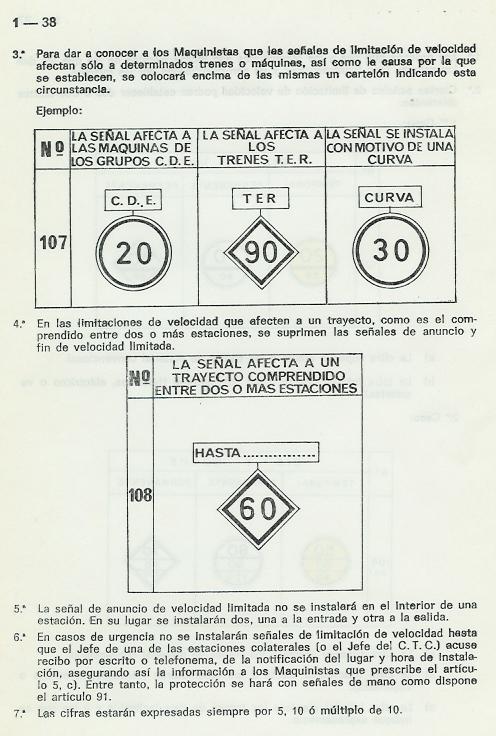 1 — 38
3.ª Para dar a conocer a los Maquinistas que las señales de limitación de velocidad
afectan sólo a determinados trenes o máquinas, así como le causa por la que
se establecen, se colocará encima de las mismas un cartelón indicando esta
circunstancia.
Ejemplo:
Nº
LA SEÑAL AFECTA A
LAS MAQUINAS DE
LOS GRUPOS C.D.E.
LA SEÑAL AFECTA A
LOS
TRENES T.E.R.
LA SEÑAL SE INSTALA
CON MOTIVO DE UNA
CURVA
107
C. D. E.
20
TER
90
CURVA
30
4.ª En las limitaciones de velocidad que afecten a un trayecto, como es el com-
prendido entre dos o más estaciones, se suprimen las señales de anuncio y
fin de velocidad limitada.
Nº
LA SEÑAL AFECTA A UN
TRAYECTO COMPRENDIDO
ENTRE DOS O MAS ESTACIONES
108
HASTA................
60
5.ª La señal de anuncio de velocidad limitada no se instalará en el interior de una
estación. En su lugar se instalarán dos, una a la entrada y otra a la salida.
6.ª En casos de urgencia no se instalarán señales de limitación de velocidad hasta
que el Jefe de una de las estaciones colaterales (o el Jefe del C. T. C.) acuse
recibo por escrito o telefonema, de la notificación del lugar y hora de instala-
ción, asegurando así la información a los Maquinistas que prescribe el artícu-
lo 5, c). Entre tanto, la protección se hará con señales de mano como dispone
el artículo 91.
7.ª Las cifras estarán expresadas siempre por 5, 10 ó múltiplo de 10.